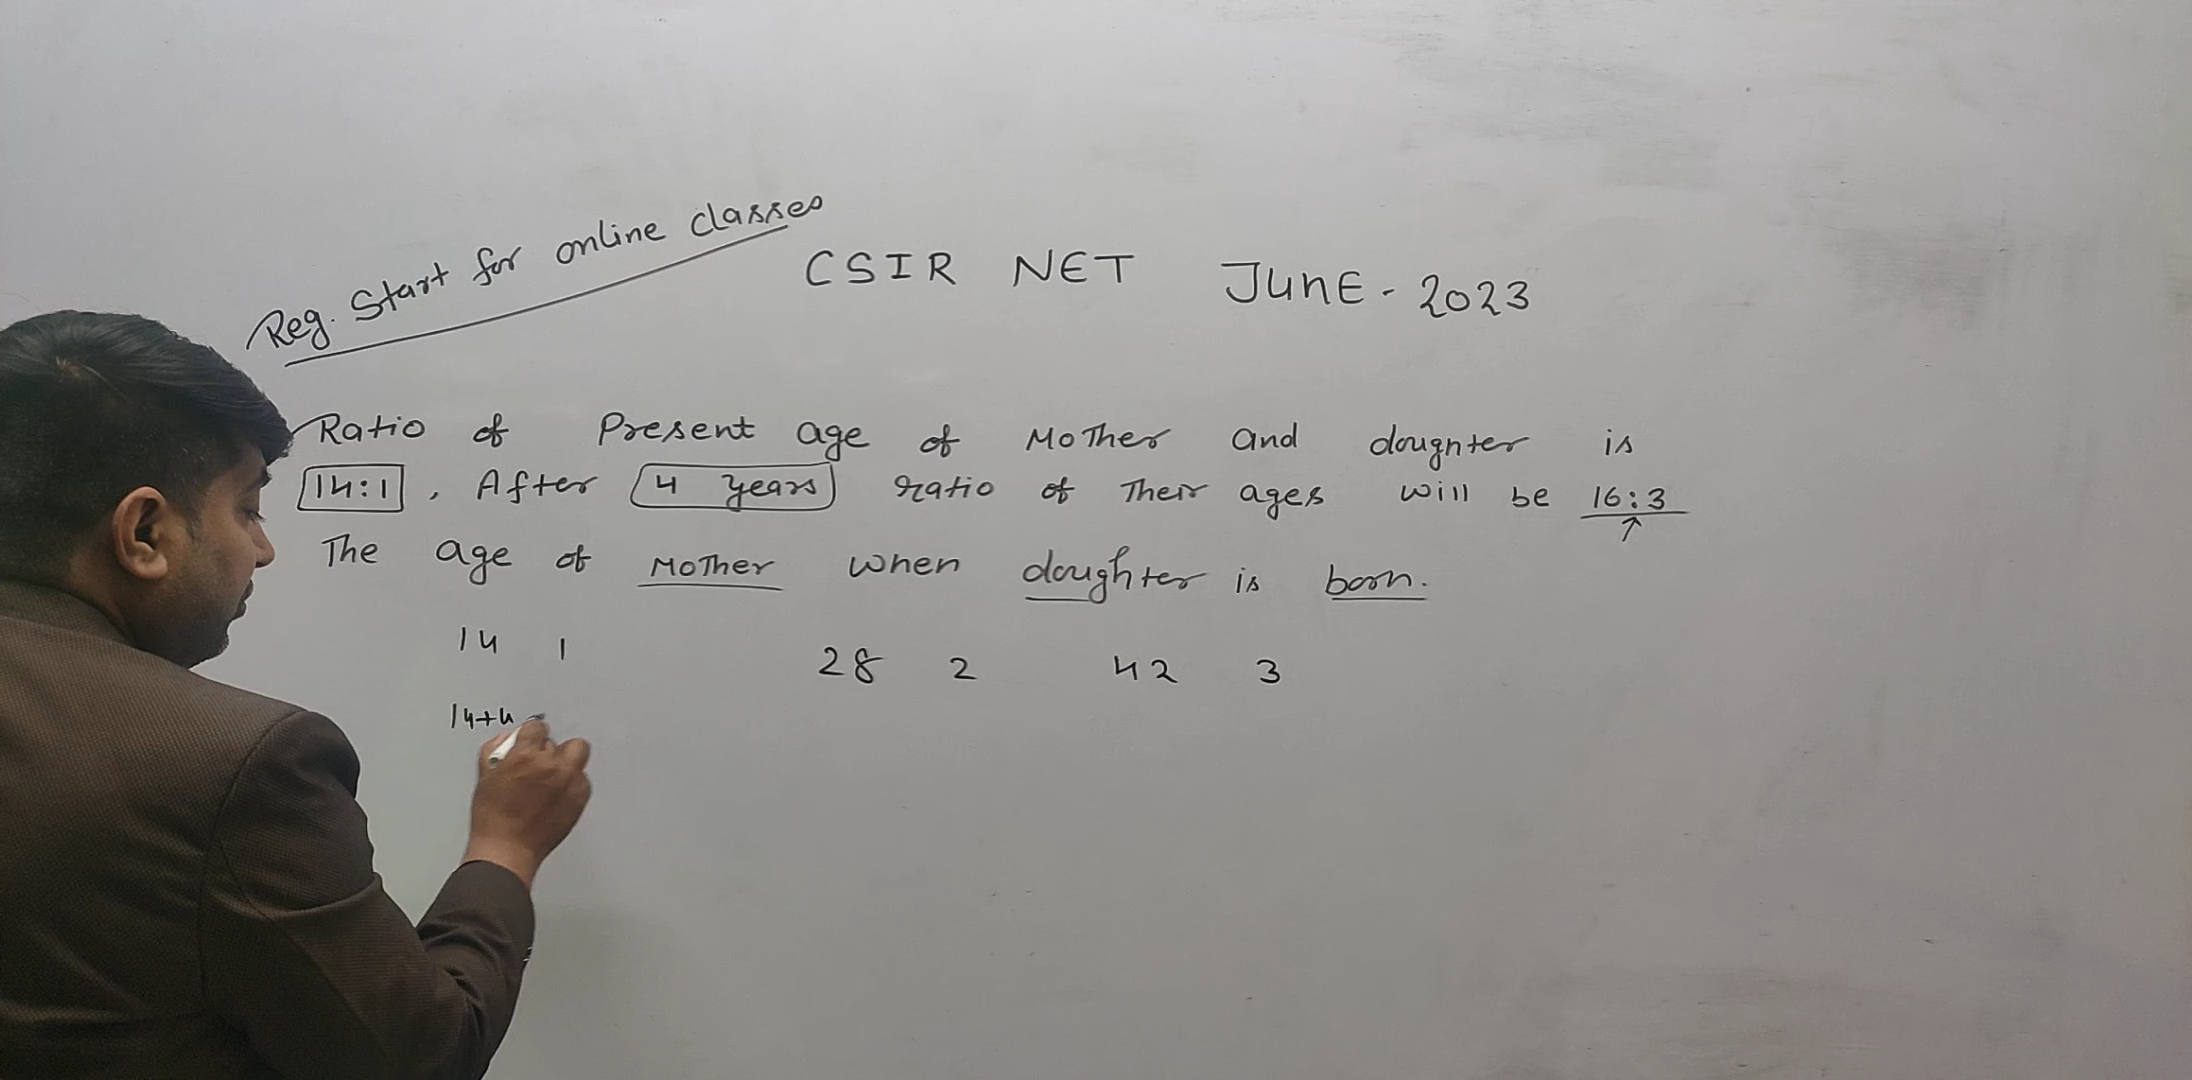 Reg. Start for online classes
CSIR NET JUNE-2023
Ratio of Present age of Mother and doughter is
14:1, After 4 years ratio of Their ages will be 16:3
The age of Mother when doughter is born.
14 1 28 2 42 3
14+4